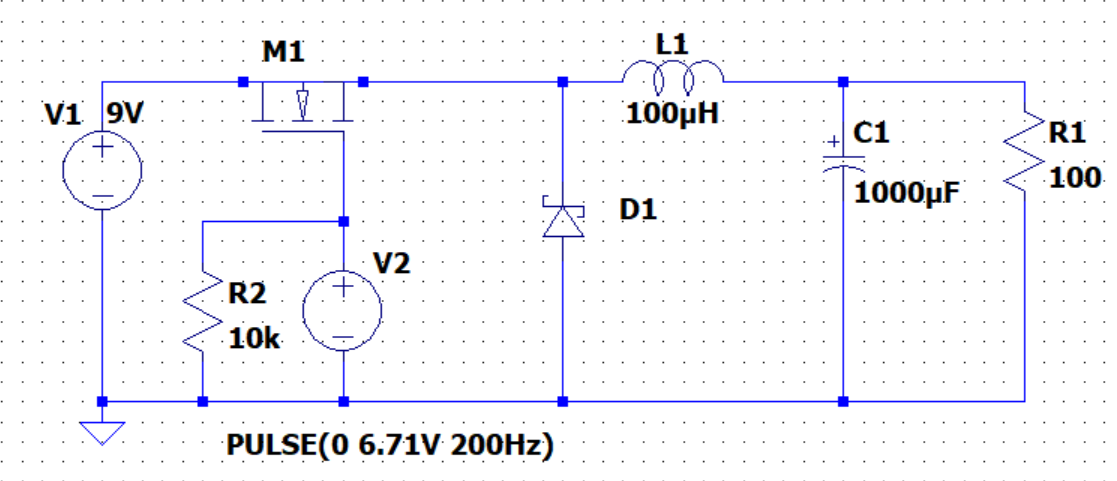 M1
L1
V1 9V
100µH
C1
R1
1000µF
100
D1
V2
R2
10k
PULSE(0 6.71V 200Hz)